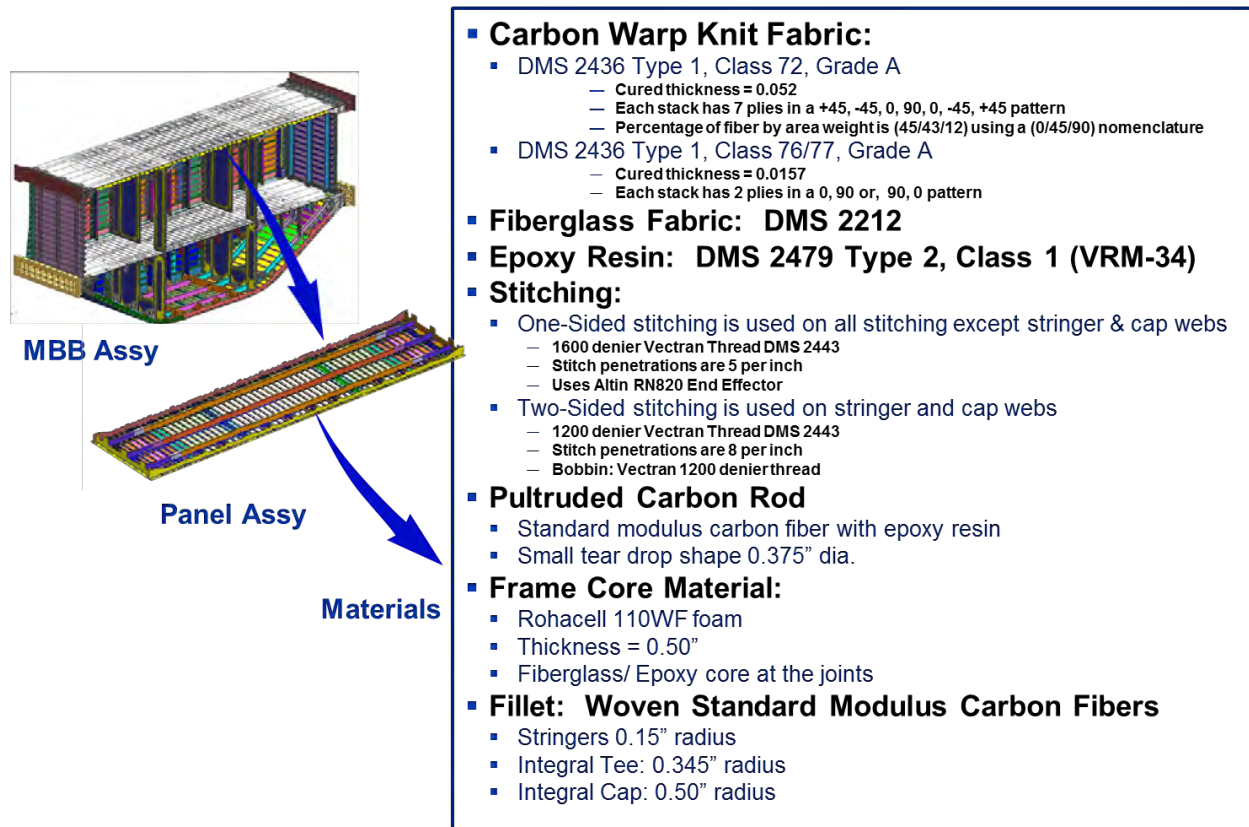 MBB Assy
Panel Assy
Materials
▪ Carbon Warp Knit Fabric:
▪ DMS 2436 Type 1, Class 72, Grade A
— Cured thickness = 0.052
— Each stack has 7 plies in a +45, -45, 0, 90, 0, -45, +45 pattern
— Percentage of fiber by area weight is (45/43/12) using a (0/45/90) nomenclature
▪ DMS 2436 Type 1, Class 76/77, Grade A
— Cured thickness = 0.0157
— Each stack has 2 plies in a 0, 90 or, 90, 0 pattern
▪ Fiberglass Fabric: DMS 2212
▪ Epoxy Resin: DMS 2479 Type 2, Class 1 (VRM-34)
▪ Stitching:
▪ One-Sided stitching is used on all stitching except stringer & cap webs
— 1600 denier Vectran Thread DMS 2443
— Stitch penetrations are 5 per inch
— Uses Altin RN820 End Effector
▪ Two-Sided stitching is used on stringer and cap webs
— 1200 denier Vectran Thread DMS 2443
— Stitch penetrations are 8 per inch
— Bobbin: Vectran 1200 denier thread
▪ Pultruded Carbon Rod
▪ Standard modulus carbon fiber with epoxy resin
▪ Small tear drop shape 0.375” dia.
▪ Frame Core Material:
▪ Rohacell 110WF foam
▪ Thickness = 0.50”
▪ Fiberglass/ Epoxy core at the joints
▪ Fillet: Woven Standard Modulus Carbon Fibers
▪ Stringers 0.15” radius
▪ Integral Tee: 0.345” radius
▪ Integral Cap: 0.50” radius